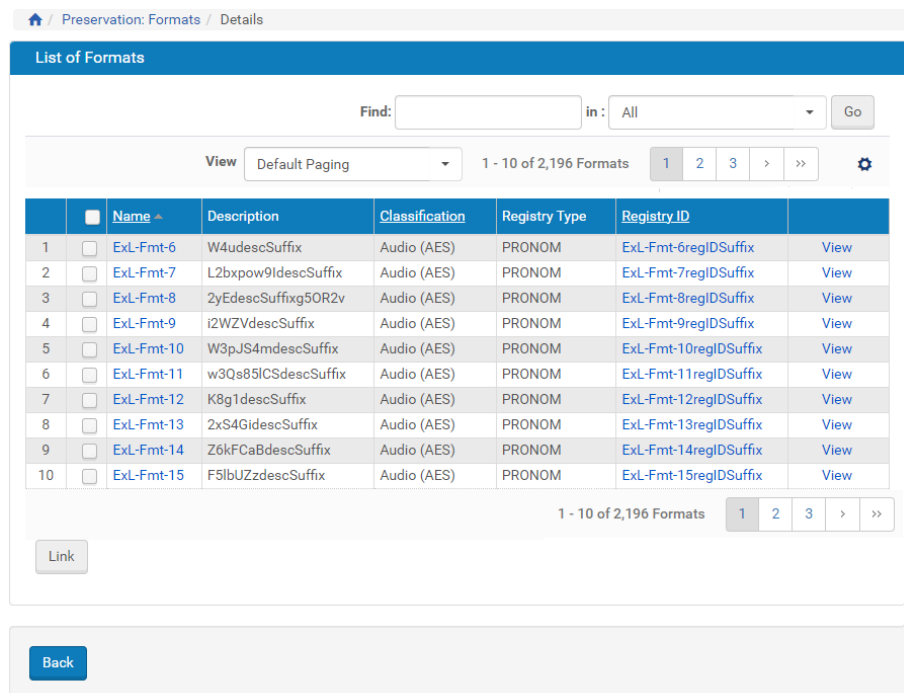 / Preservation: Formats / Details
List of Formats
Find: in : All Go
View Default Paging 1 - 10 of 2,196 Formats 1 2 3 > >>
Name Description Classification Registry Type Registry ID
1 ExL-Fmt-6 W4udescSuffix Audio (AES) PRONOM ExL-Fmt-6regIDSuffix View
2 ExL-Fmt-7 L2bxpow9IdescSuffix Audio (AES) PRONOM ExL-Fmt-7regIDSuffix View
3 ExL-Fmt-8 2yEdescSuffixg5OR2v Audio (AES) PRONOM ExL-Fmt-8regIDSuffix View
4 ExL-Fmt-9 i2WZVdescSuffix Audio (AES) PRONOM ExL-Fmt-9regIDSuffix View
5 ExL-Fmt-10 W3pJS4mdescSuffix Audio (AES) PRONOM ExL-Fmt-10regIDSuffix View
6 ExL-Fmt-11 w3Qs85lCSdescSuffix Audio (AES) PRONOM ExL-Fmt-11regIDSuffix View
7 ExL-Fmt-12 K8g1descSuffix Audio (AES) PRONOM ExL-Fmt-12regIDSuffix View
8 ExL-Fmt-13 2xS4GidescSuffix Audio (AES) PRONOM ExL-Fmt-13regIDSuffix View
9 ExL-Fmt-14 Z6kFCaBdescSuffix Audio (AES) PRONOM ExL-Fmt-14regIDSuffix View
10 ExL-Fmt-15 F5lbUZzdescSuffix Audio (AES) PRONOM ExL-Fmt-15regIDSuffix View
1 - 10 of 2,196 Formats 1 2 3 > >>
Link
Back